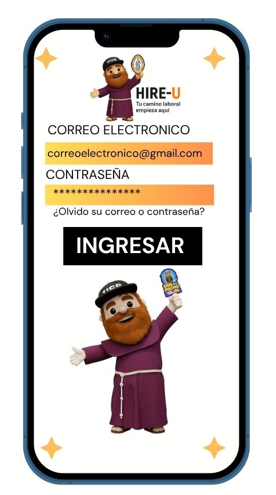 HIRE-U
Tu camino laboral
empieza aquí
CORREO ELECTRONICO
correoelectronico@gmail.com
CONTRASEÑA
***************
¿Olvido su correo o contraseña?
INGRESAR